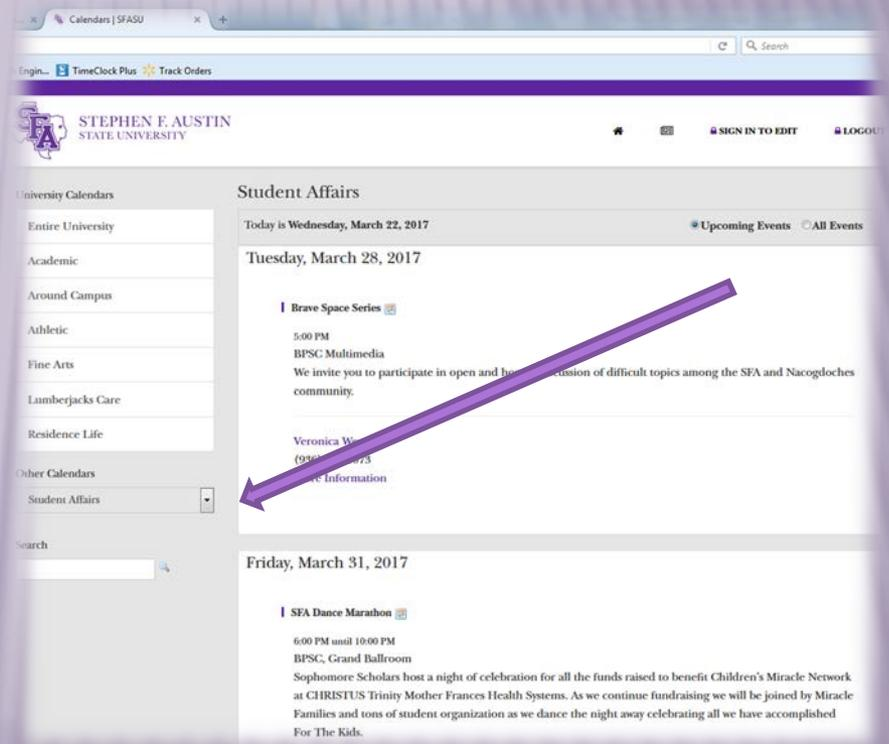 Calendars | SFASU
Search
Engin... TimeClock Plus Track Orders
SFA
STEPHEN F. AUSTIN
STATE UNIVERSITY
SIGN IN TO EDIT
LOGOUT
University Calendars
Entire University
Academic
Around Campus
Athletic
Fine Arts
Lumberjacks Care
Residence Life
Other Calendars
Student Affairs
Search
Student Affairs
Today is Wednesday, March 22, 2017
Upcoming Events All Events
Tuesday, March 28, 2017
Brave Space Series
5:00 PM
BPSC Multimedia
We invite you to participate in open and of difficult topics among the SFA and Nacogdoches
community.
Veronica
Information
Friday, March 31, 2017
SFA Dance Marathon
6:00 PM until 10:00 PM
BPSC, Grand Ballroom
Sophomore Scholars host a night of celebration for all the funds raised to benefit Children's Miracle Network
at CHRISTUS Trinity Mother Frances Health Systems. As we continue fundraising we will be joined by Miracle
Families and tons of student organization as we dance the night away celebrating all we have accomplished
For The Kids.